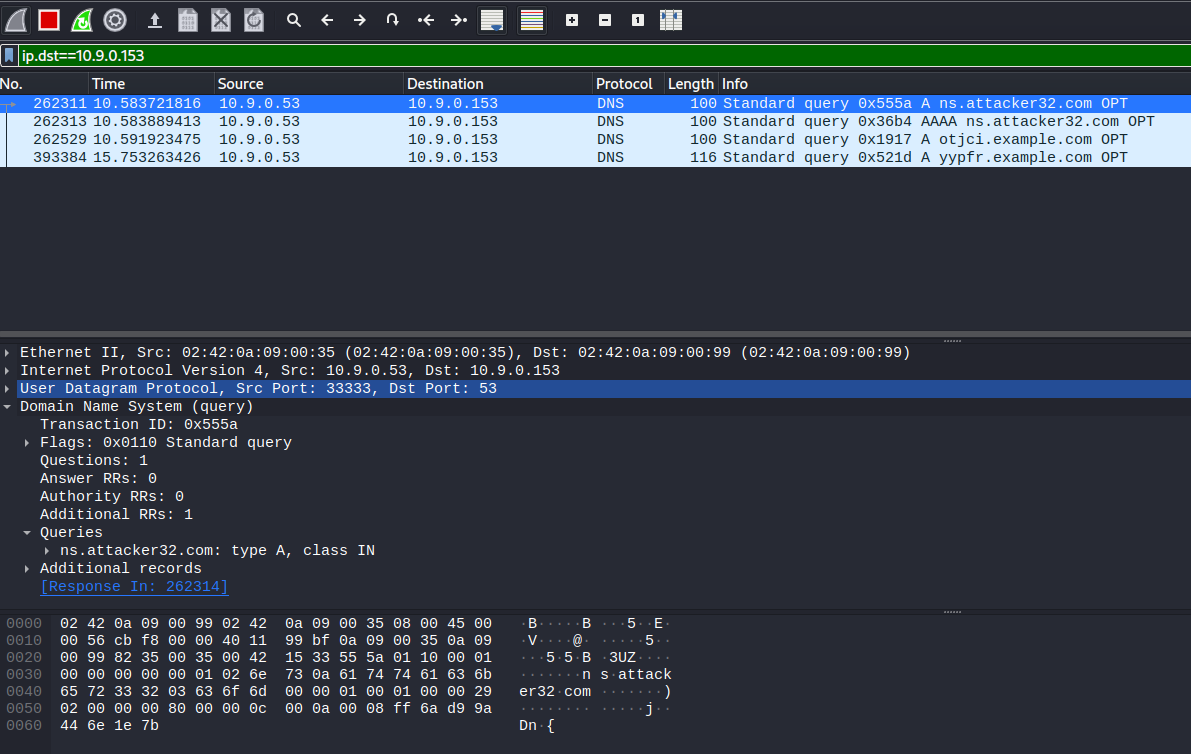 ip.dst==10.9.0.153
No. Time Source Destination Protocol Length Info
262311 10.583721816 10.9.0.53 10.9.0.153 DNS 100 Standard query 0x555a A ns.attacker32.com OPT
262313 10.583889413 10.9.0.53 10.9.0.153 DNS 100 Standard query 0x36b4 AAAA ns.attacker32.com OPT
262529 10.591923475 10.9.0.53 10.9.0.153 DNS 100 Standard query 0x1917 A otjci.example.com OPT
393384 15.753263426 10.9.0.53 10.9.0.153 DNS 116 Standard query 0x521d A yypfr.example.com OPT
Ethernet II, Src: 02:42:0a:09:00:35 (02:42:0a:09:00:35), Dst: 02:42:0a:09:00:99 (02:42:0a:09:00:99)
Internet Protocol Version 4, Src: 10.9.0.53, Dst: 10.9.0.153
User Datagram Protocol, Src Port: 33333, Dst Port: 53
Domain Name System (query)
Transaction ID: 0x555a
Flags: 0x0110 Standard query
Questions: 1
Answer RRs: 0
Authority RRs: 0
Additional RRs: 1
Queries
ns.attacker32.com: type A, class IN
Additional records
[Response In: 262314]
0000 02 42 0a 09 00 99 02 42 0a 09 00 35 08 00 45 00 ·B·····B ···5··E·
0010 00 56 cb f8 00 00 40 11 99 bf 0a 09 00 35 0a 09 ·V····@· ·····5··
0020 00 99 82 35 00 35 00 42 15 33 55 5a 01 10 00 01 ···5·5·B ·3UZ····
0030 00 00 00 00 00 01 02 6e 73 0a 61 74 74 61 63 6b ·······n s·attack
0040 65 72 33 32 03 63 6f 6d 00 00 01 00 01 00 00 29 er32·com ·······)
0050 02 00 00 00 80 00 00 0c 00 0a 00 08 ff 6a d9 9a ········ ·····j··
0060 44 6e 1e 7b Dn·{